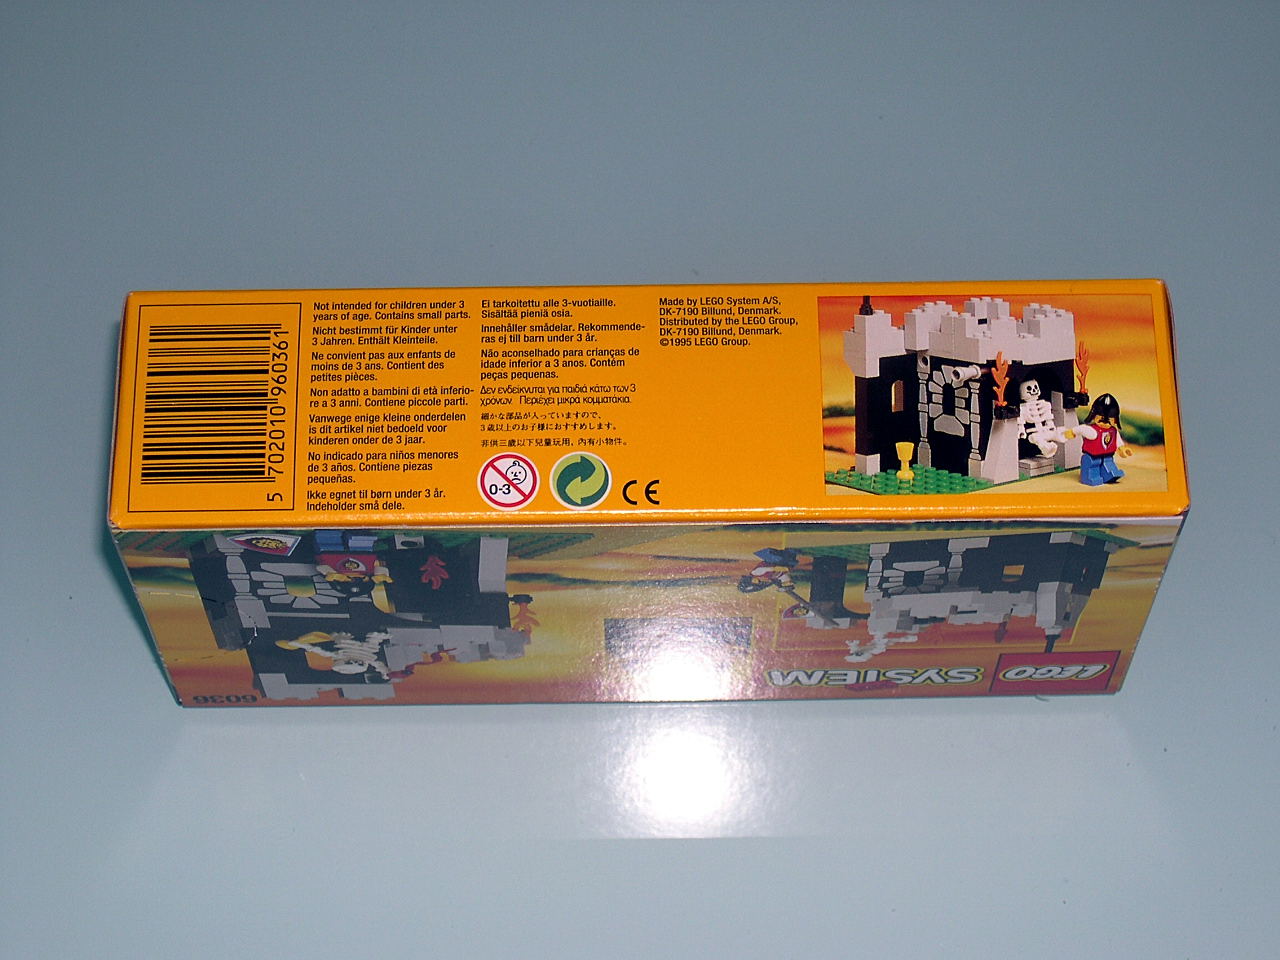 5 702010 960361
Not intended for children under 3
years of age. Contains small parts.
Nicht bestimmt für Kinder unter
3 Jahren. Enthält Kleinteile.
Ne convient pas aux enfants de
moins de 3 ans. Contient des
petites pièces.
Non adatto a bambini di età inferio-
re a 3 anni. Contiene piccole parti.
Vanwege enige kleine onderdelen
is dit artikel niet bedoeld voor
kinderen onder de 3 jaar.
No indicado para niños menores
de 3 años. Contiene piezas
pequeñas.
Ikke egnet til børn under 3 år.
Indeholder små dele.
Ei tarkoitettu alle 3-vuotiaille.
Sisältää pieniä osia.
Innehåller smådelar. Rekommende-
ras ej till barn under 3 år.
Não aconselhado para crianças de
idade inferior a 3 anos. Contém
peças pequenas.
Δεν ενδείκνυται για παιδιά κάτω των 3
χρόνων. Περιέχει μικρά κομματάκια.
細かな部品が入っていますので、
3歳以上のお子様におすすめします。
非供三歲以下兒童玩用, 內有小物件。
0-3
CE
Made by LEGO System A/S,
DK-7190 Billund, Denmark.
Distributed by the LEGO Group,
DK-7190 Billund, Denmark.
©1995 LEGO Group.
LEGO SYSTEM
6036